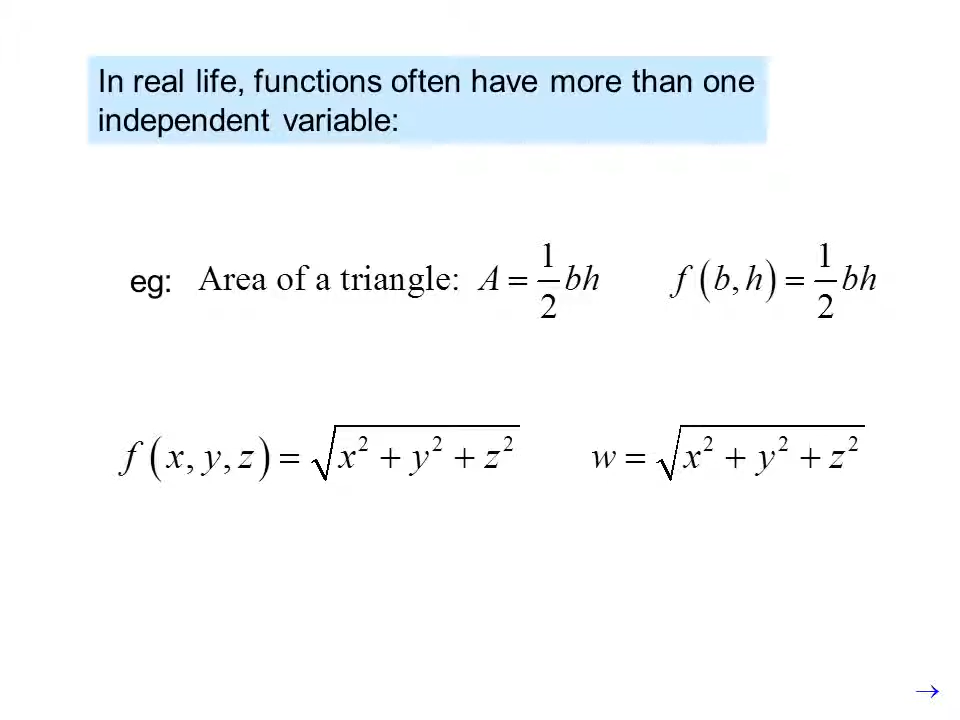 In real life, functions often have more than one
independent variable:
eg: Area of a triangle: A = 1/2 bh f(b, h) = 1/2 bh
f(x, y, z) = √(x² + y² + z²) w = √(x² + y² + z²)
→